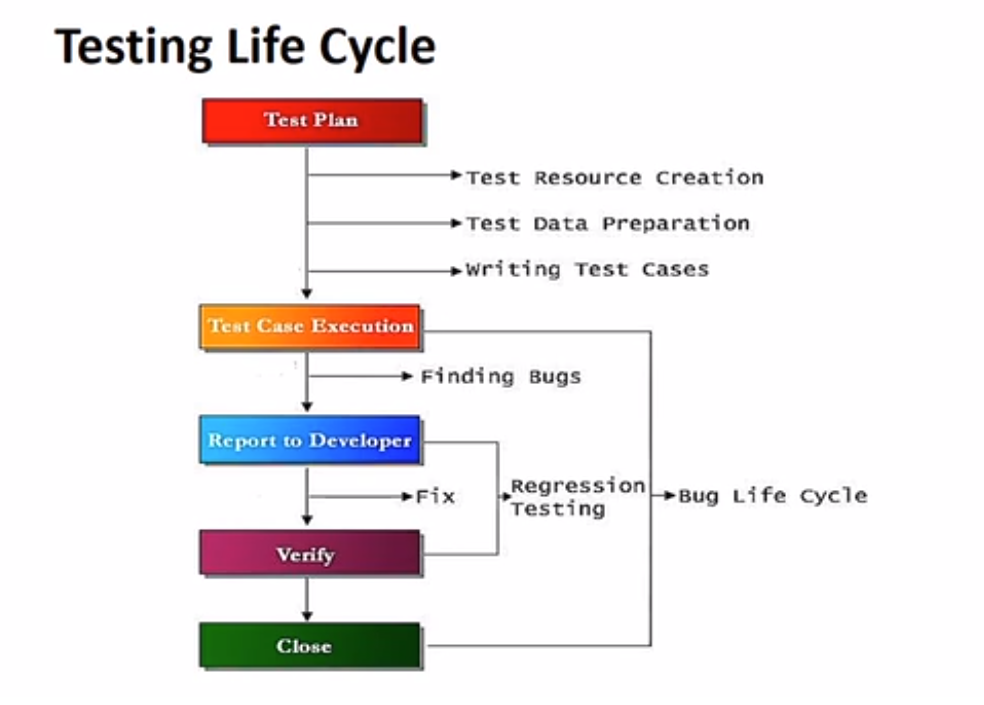 Testing Life Cycle
Test Plan
Test Resource Creation
Test Data Preparation
Writing Test Cases
Test Case Execution
Finding Bugs
Report to Developer
Fix
Regression
Testing
Bug Life Cycle
Verify
Close